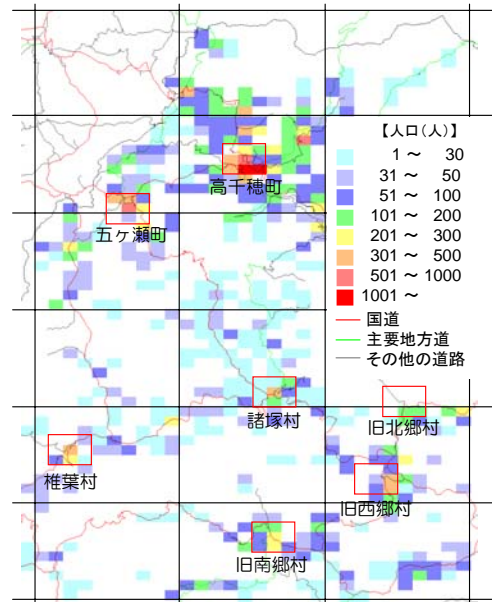 【人口(人)】
1 ～ 30
31 ～ 50
51 ～ 100
101 ～ 200
201 ～ 300
301 ～ 500
501 ～ 1000
1001 ～
国道
主要地方道
その他の道路
高千穂町
五ヶ瀬町
諸塚村
旧北郷村
椎葉村
旧西郷村
旧南郷村